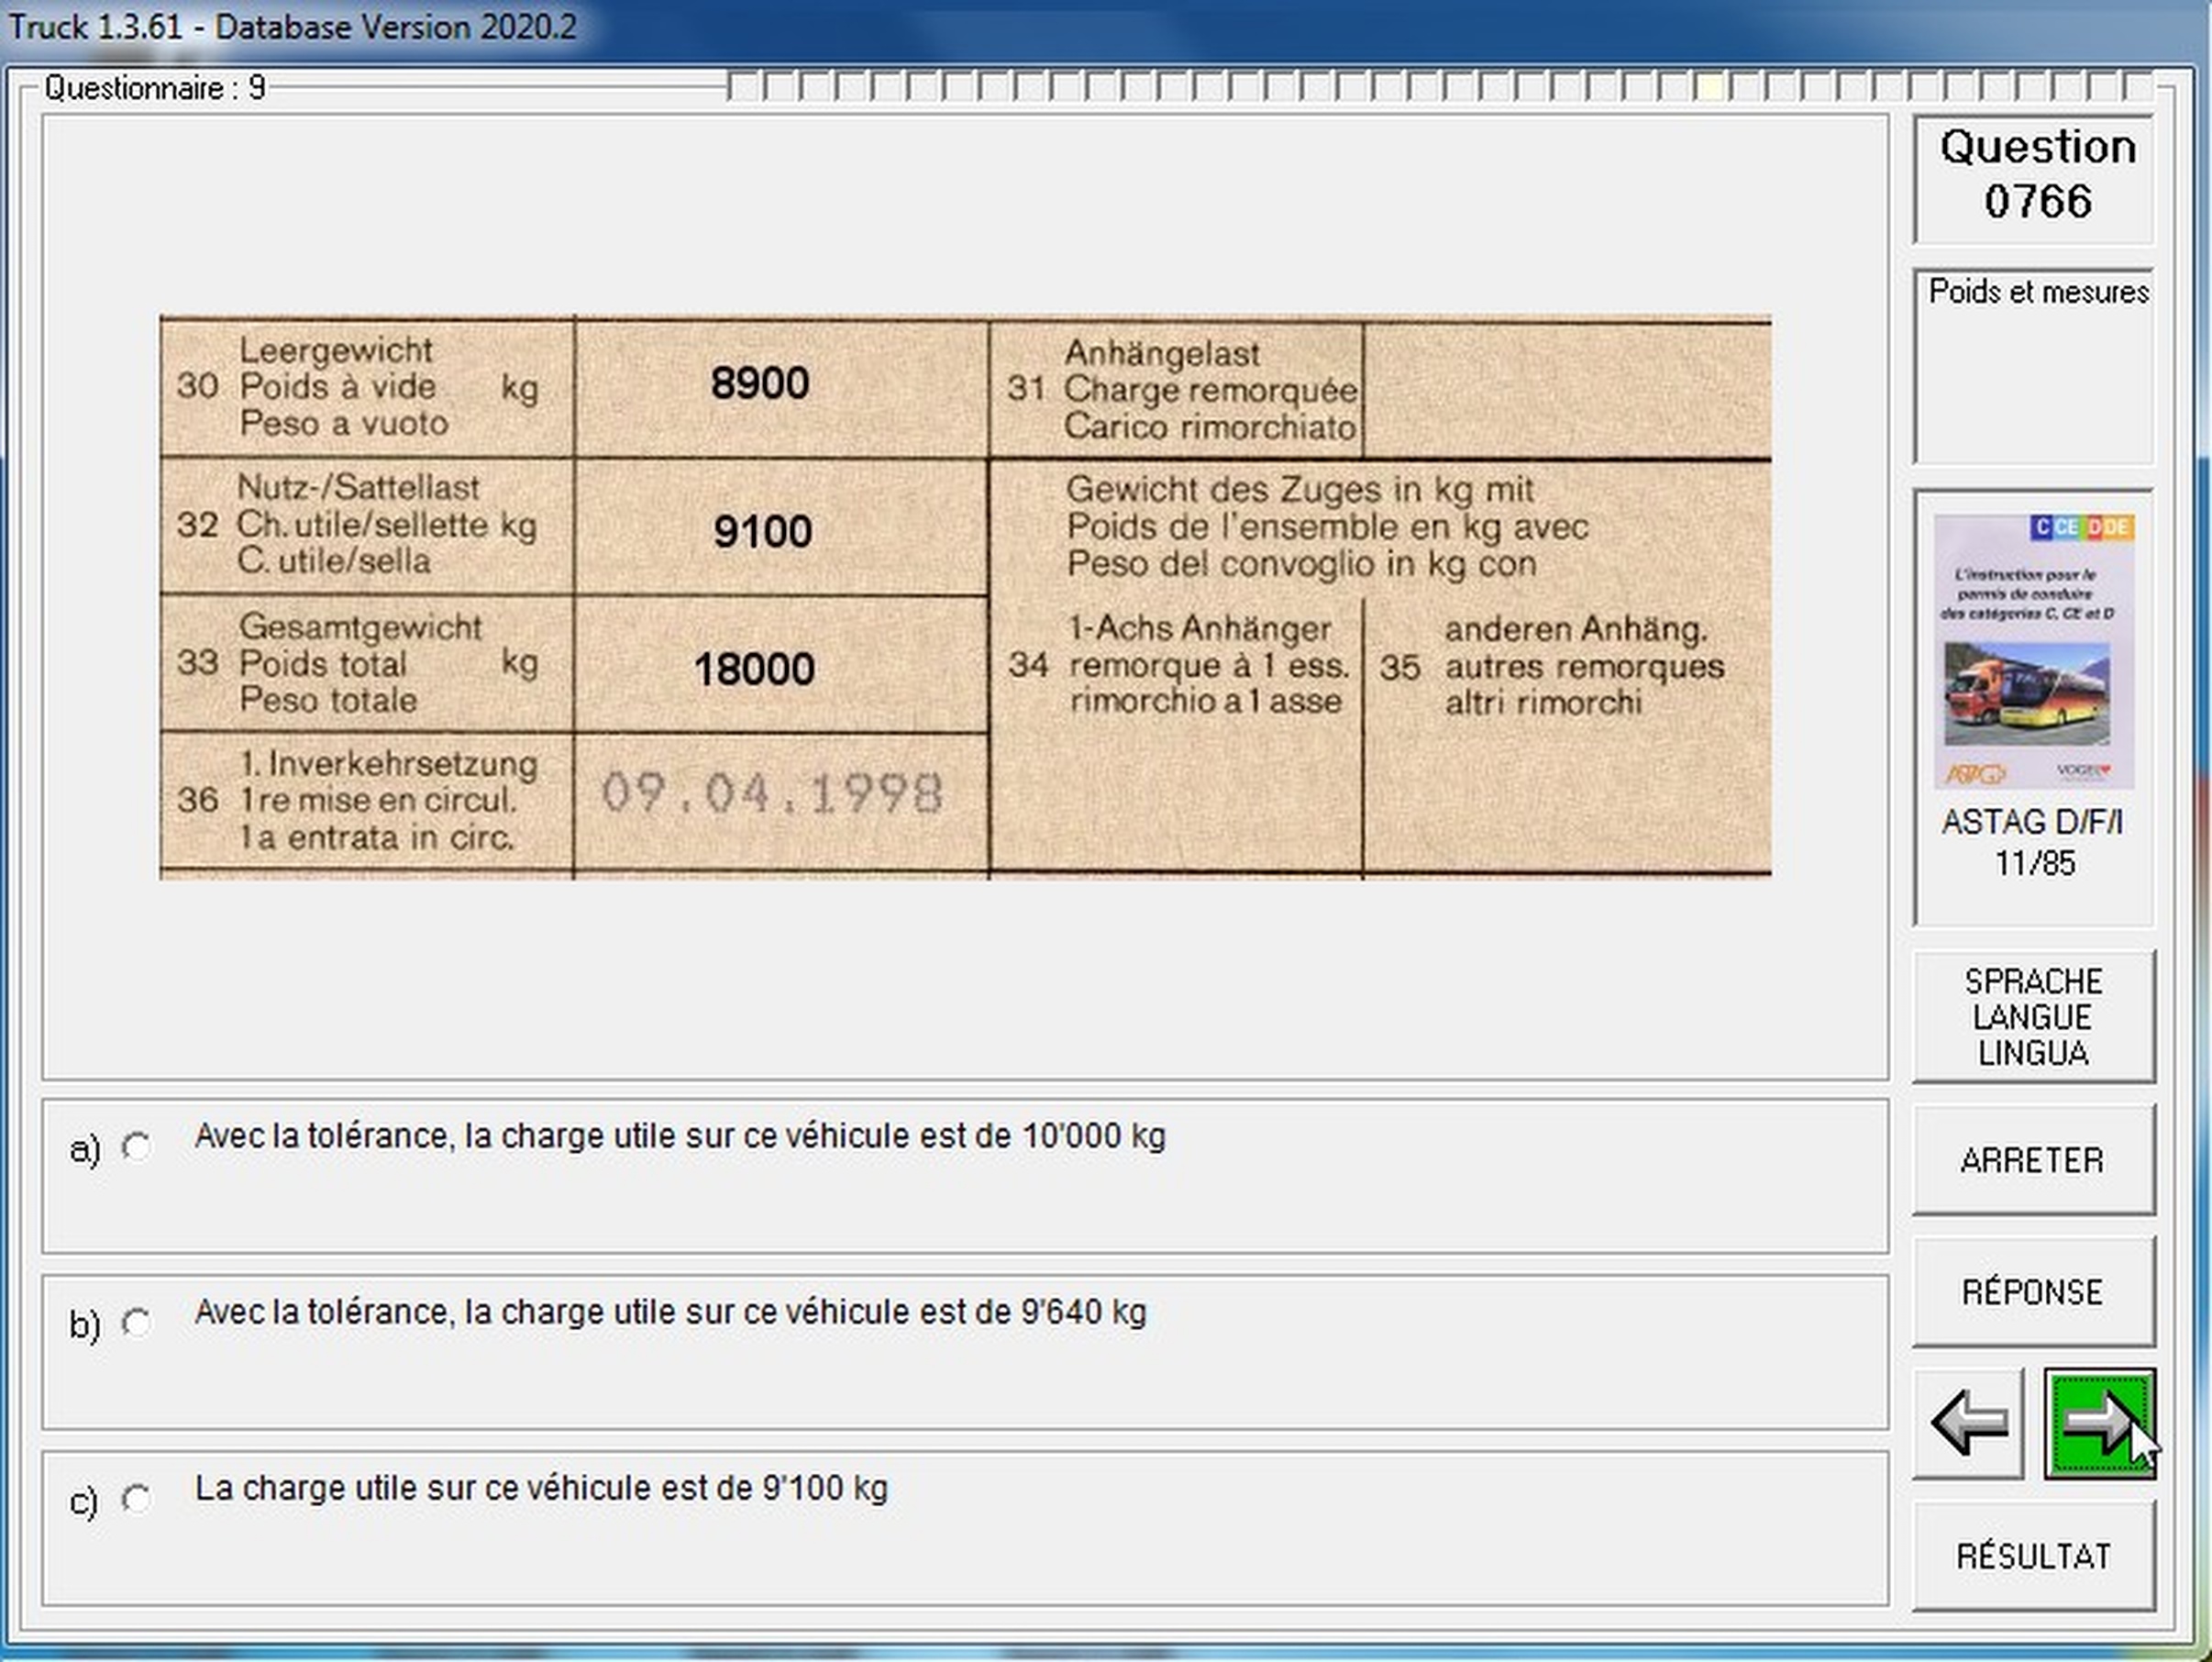 Truck 1.3.61 - Database Version 2020.2
Questionnaire : 9
Question
0766
Poids et mesures
30 Leergewicht
Poids à vide kg
Peso a vuoto
8900
31 Anhängelast
Charge remorquée
Carico rimorchiato
32 Nutz-/Sattellast
Ch. utile/sellette kg
C. utile/sella
9100
Gewicht des Zuges in kg mit
Poids de l'ensemble en kg avec
Peso del convoglio in kg con
33 Gesamtgewicht
Poids total kg
Peso totale
18000
34 1-Achs Anhänger
remorque à 1 ess.
rimorchio a 1 asse
35 anderen Anhäng.
autres remorques
altri rimorchi
36 1. Inverkehrsetzung
1re mise en circul.
1a entrata in circ.
09.04.1998
C CE D DE
L'instruction pour le
permis de conduire
des catégories C, CE et D
ASTAG
VOGEL
ASTAG D/F/I
11/85
SPRACHE
LANGUE
LINGUA
ARRETER
RÉPONSE
RÉSULTAT
a) Avec la tolérance, la charge utile sur ce véhicule est de 10'000 kg
b) Avec la tolérance, la charge utile sur ce véhicule est de 9'640 kg
c) La charge utile sur ce véhicule est de 9'100 kg